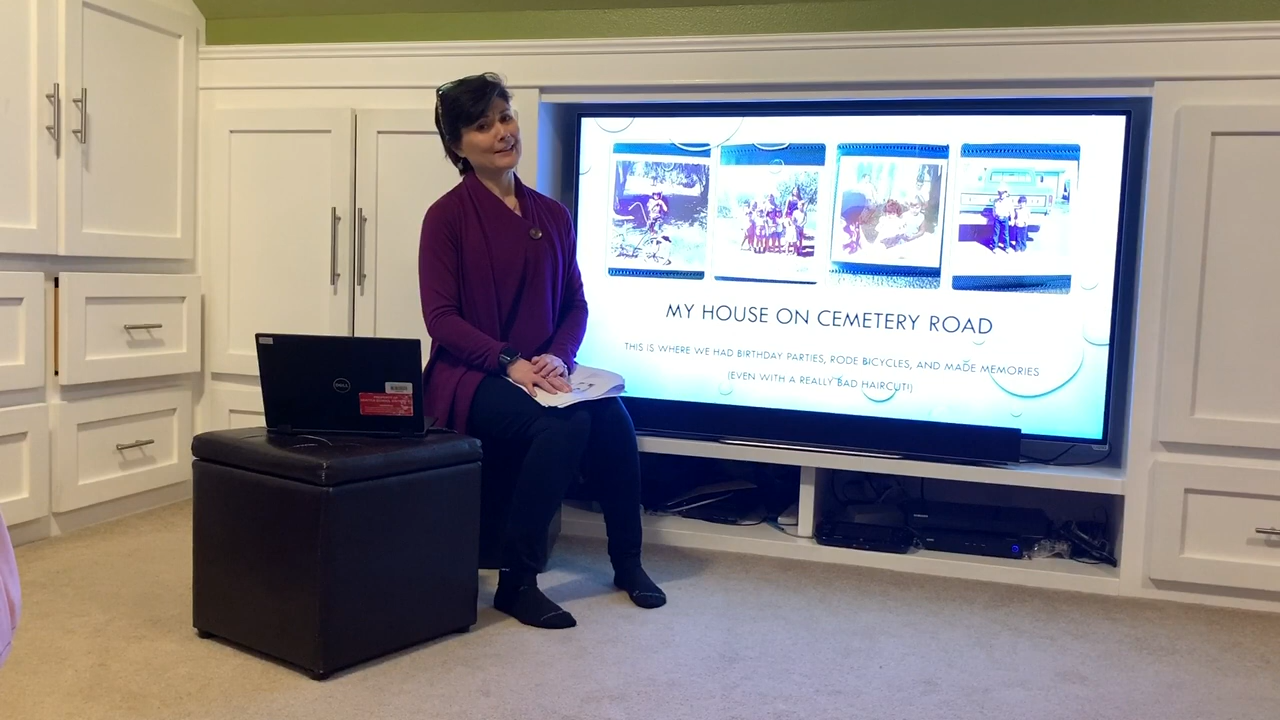 MY HOUSE ON CEMETERY ROAD
THIS IS WHERE WE HAD BIRTHDAY PARTIES, RODE BICYCLES, AND MADE MEMORIES
(EVEN WITH A REALLY BAD HAIRCUT!)
DELL